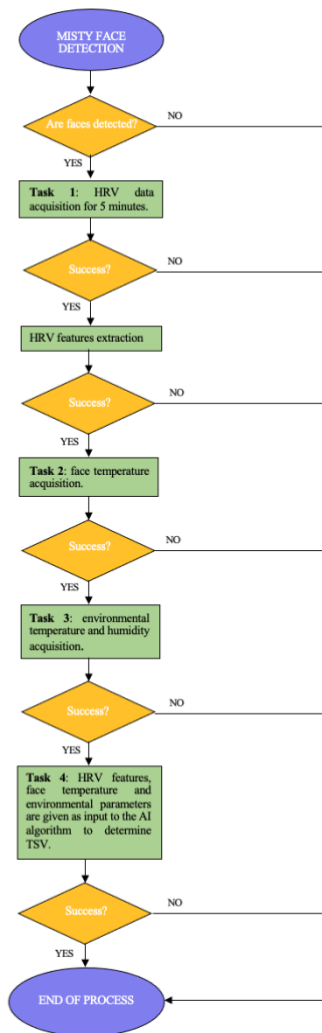 MISTY FACE
DETECTION
Are faces detected?
NO
YES
Task 1: HRV data
acquisition for 5 minutes.
Success?
NO
YES
HRV features extraction
Success?
NO
YES
Task 2: face temperature
acquisition.
Success?
NO
YES
Task 3: environmental
temperature and humidity
acquisition.
Success?
NO
YES
Task 4: HRV features,
face temperature and
environmental parameters
are given as input to the AI
algorithm to determine
TSV.
Success?
NO
YES
END OF PROCESS